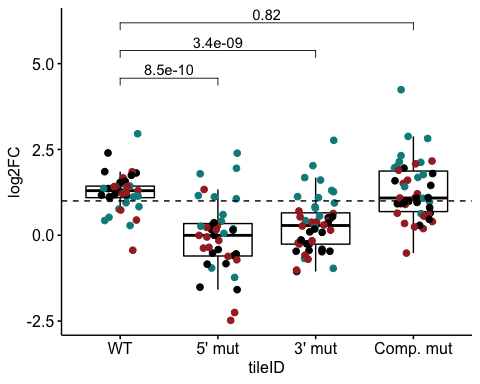 0.82
3.4e-09
8.5e-10
5.0
2.5
0.0
-2.5
log2FC
WT 5' mut 3' mut Comp. mut
tileID